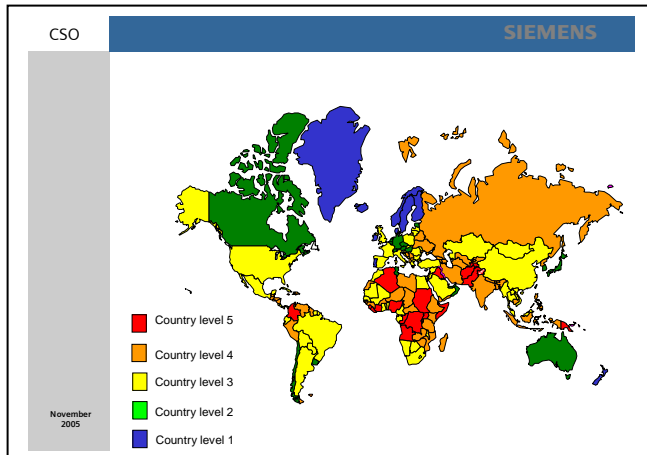 CSO
SIEMENS
Country level 5
Country level 4
Country level 3
Country level 2
Country level 1
November
2005